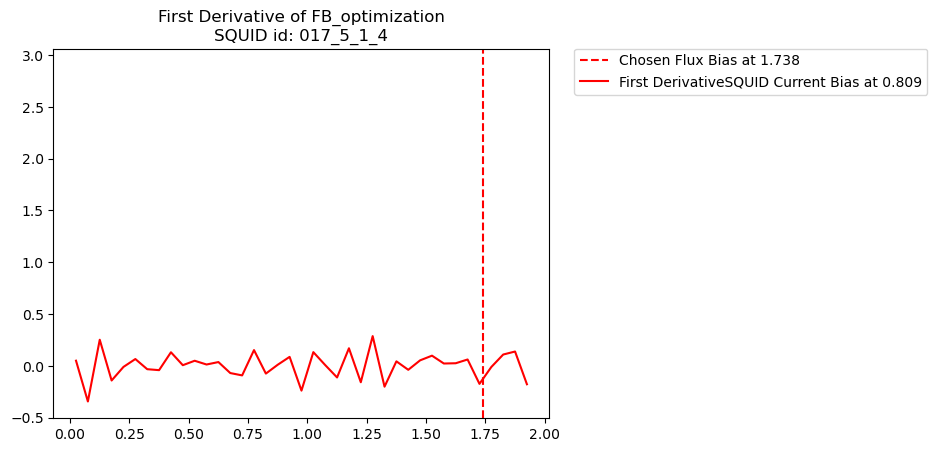 First Derivative of FB_optimization
SQUID id: 017_5_1_4
Chosen Flux Bias at 1.738
First DerivativeSQUID Current Bias at 0.809
3.0
2.5
2.0
1.5
1.0
0.5
0.0
−0.5
0.00 0.25 0.50 0.75 1.00 1.25 1.50 1.75 2.00